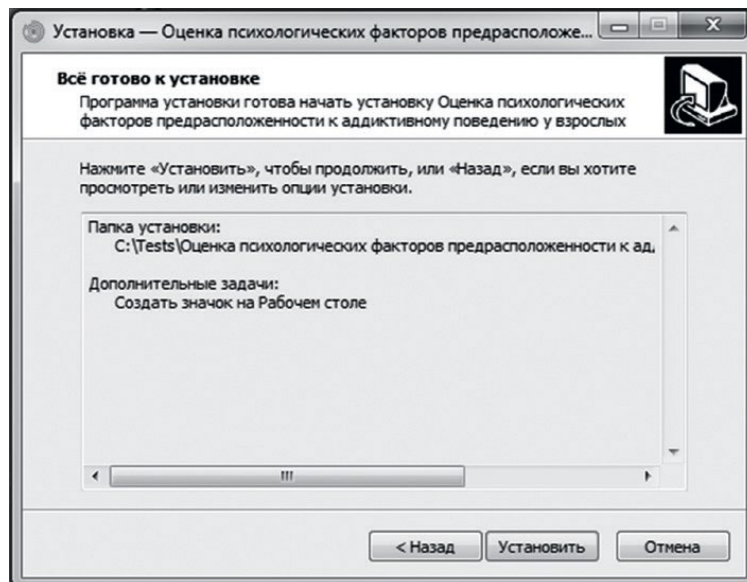 Установка — Оценка психологических факторов предрасположе...
Всё готово к установке
Программа установки готова начать установку Оценка психологических
факторов предрасположенности к аддиктивному поведению у взрослых
Нажмите «Установить», чтобы продолжить, или «Назад», если вы хотите
просмотреть или изменить опции установки.
Папка установки:
C:\Tests\Оценка психологических факторов предрасположенности к ад
Дополнительные задачи:
Создать значок на Рабочем столе
< Назад
Установить
Отмена